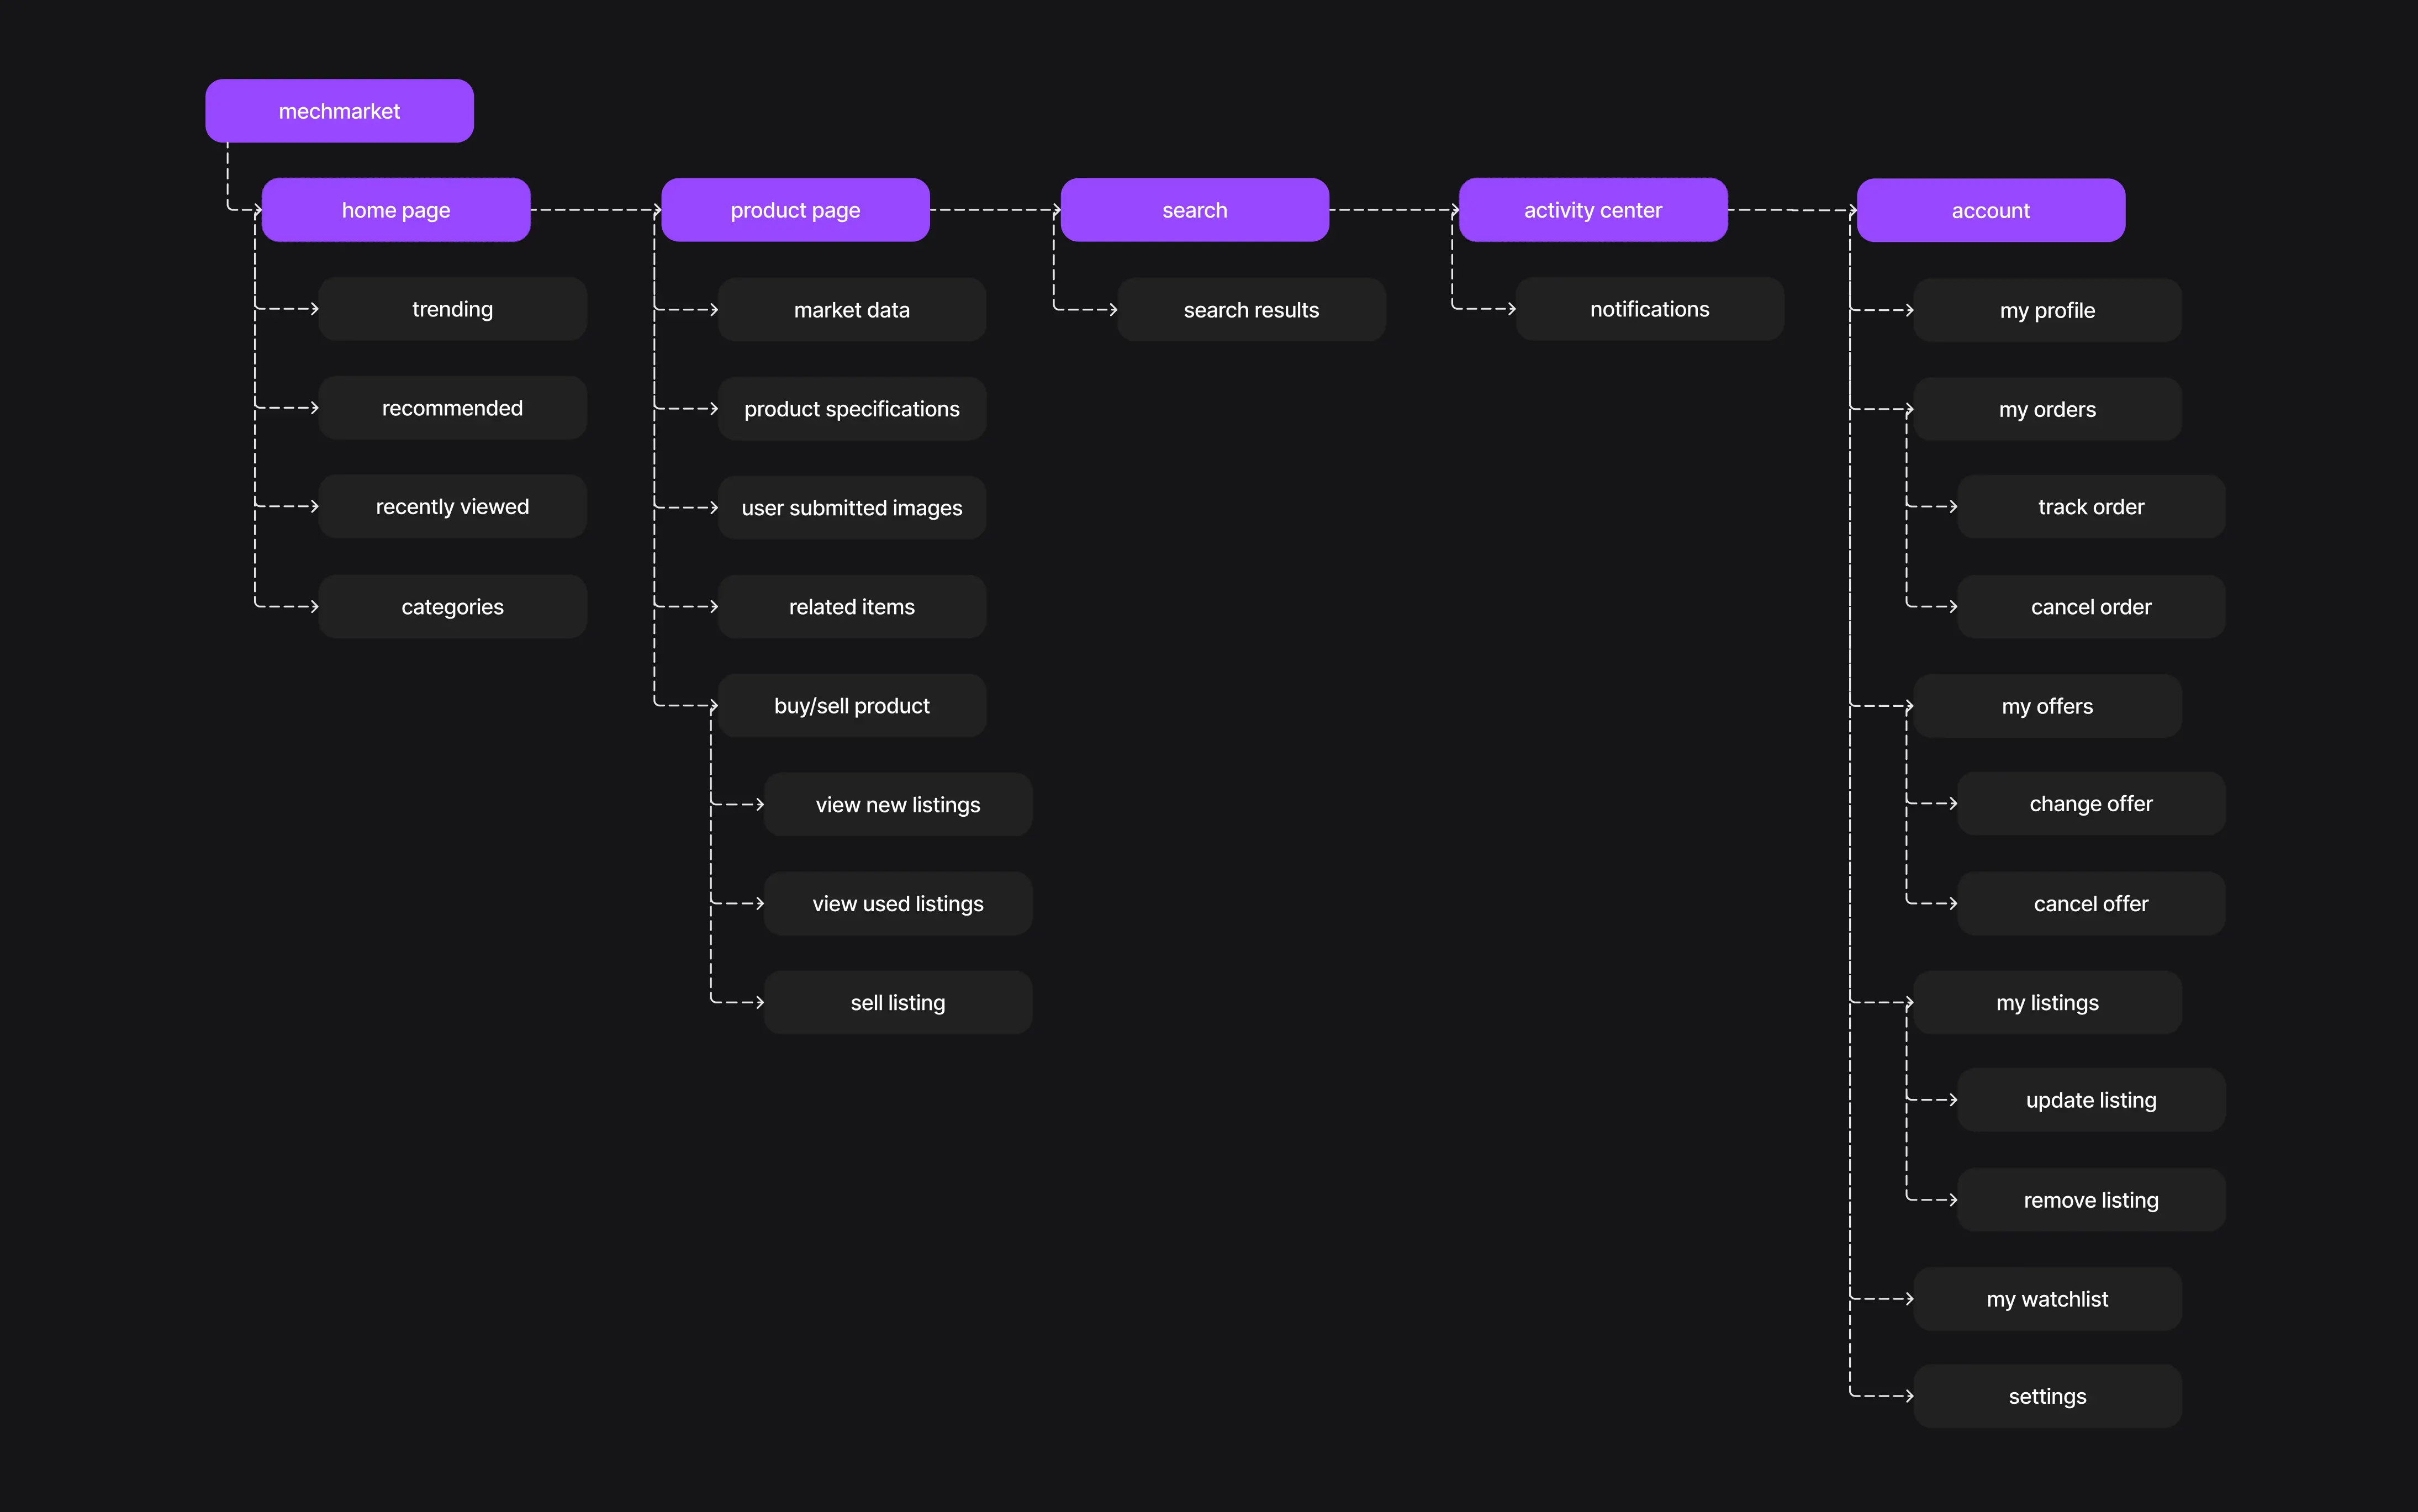 mechmarket
home page
product page
search
activity center
account
trending
recommended
recently viewed
categories
market data
product specifications
user submitted images
related items
buy/sell product
view new listings
view used listings
sell listing
search results
notifications
my profile
my orders
track order
cancel order
my offers
change offer
cancel offer
my listings
update listing
remove listing
my watchlist
settings